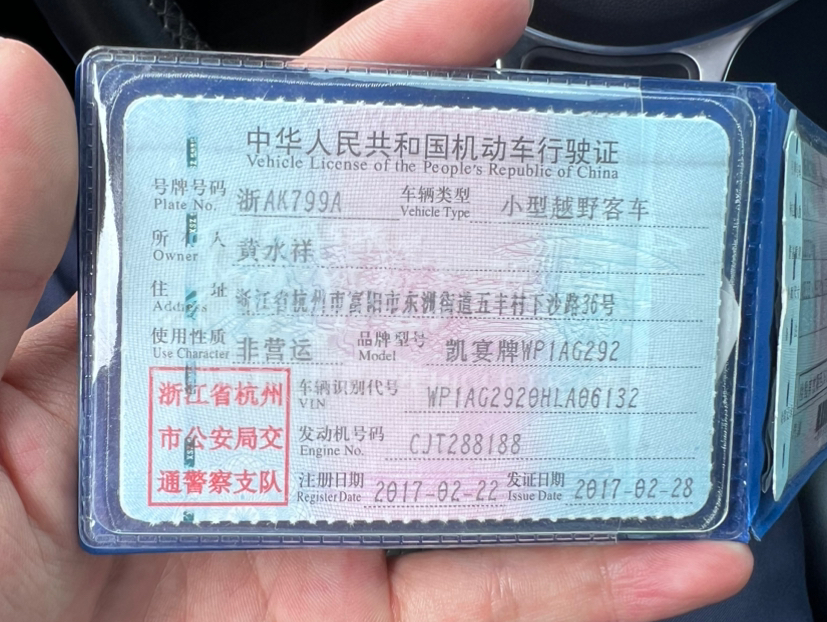 中华人民共和国机动车行驶证
Vehicle License of the People's Republic of China
号牌号码 浙AK799A 车辆类型 小型越野客车
Plate No. Vehicle Type
所有人 黄水祥
Owner
住址 浙江省杭州市富阳市东洲街道五丰村下沙路36号
Address
使用性质 非营运 品牌型号 凯宴牌WP1AG292
Use Character Model
浙江省杭州 车辆识别代号 WP1AG2920HLA06132
VIN
市公安局交 发动机号码 CJT288188
Engine No.
通警察支队 注册日期 2017-02-22 发证日期 2017-02-28
Register Date Issue Date